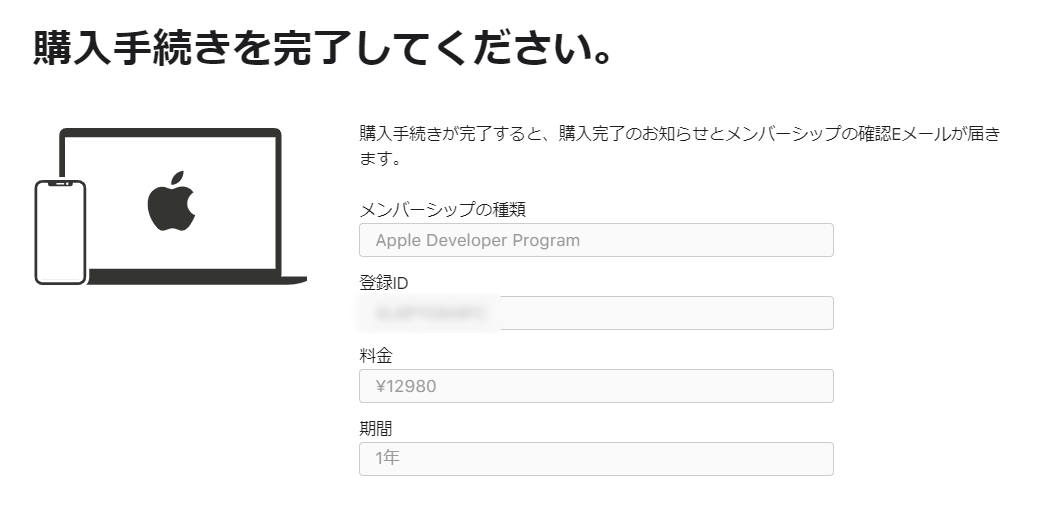 購入手続きを完了してください。
購入手続きが完了すると、購入完了のお知らせとメンバーシップの確認Eメールが届き
ます。
メンバーシップの種類
Apple Developer Program
登録ID
料金
¥12980
期間
1年